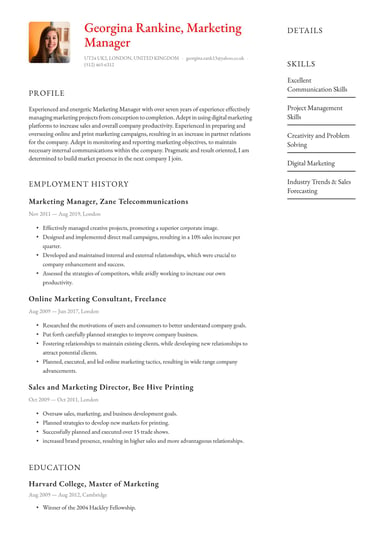 Georgina Rankine, Marketing
Manager
UT74 UK3, LONDON, UNITED KINGDOM · georgina.rank13@yahoo.co.uk ·
(512) 465-6312
PROFILE
Experienced and energetic Marketing Manager with over seven years of experience effectively
managing marketing projects from conception to completion. Adept in using digital marketing
platforms to increase sales and overall company productivity. Experienced in preparing and
overseeing online and print marketing campaigns, resulting in an increase in partner relations
for the company. Adept in monitoring and reporting marketing objectives, to maintain
necessary internal communications within the company. Pragmatic and result oriented, I am
determined to build market presence in the next company I join.
EMPLOYMENT HISTORY
Marketing Manager, Zane Telecommunications
Nov 2011 — Aug 2019, London
• Effectively managed creative projects, promoting a superior corporate image.
• Designed and implemented direct mail campaigns, resulting in a 10% sales increase per
quarter.
• Developed and maintained internal and external relationships, which were crucial to
company enhancement and success.
• Assessed the strategies of competitors, while avidly working to increase our own
productivity.
Online Marketing Consultant, Freelance
Aug 2009 — Jun 2017, London
• Researched the motivations of users and consumers to better understand company goals.
• Put forth carefully planned strategies to improve company business.
• Fostering relationships to maintain existing clients, while developing new relationships to
attract potential clients.
• Planned, executed, and led online marketing tactics, resulting in wide range company
advancements.
Sales and Marketing Director, Bee Hive Printing
Oct 2009 — Oct 2011, London
• Oversaw sales, marketing, and business development goals.
• Planned strategies to develop new markets for printing.
• Successfully planned and executed over 15 trade shows.
• increased brand presence, resulting in higher sales and more advantageous relationships.
EDUCATION
Harvard College, Master of Marketing
Aug 2009 — Aug 2012, Cambridge
• Winner of the 2004 Hackley Fellowship.
DETAILS
SKILLS
Excellent
Communication Skills
Project Management
Skills
Creativity and Problem
Solving
Digital Marketing
Industry Trends & Sales
Forecasting